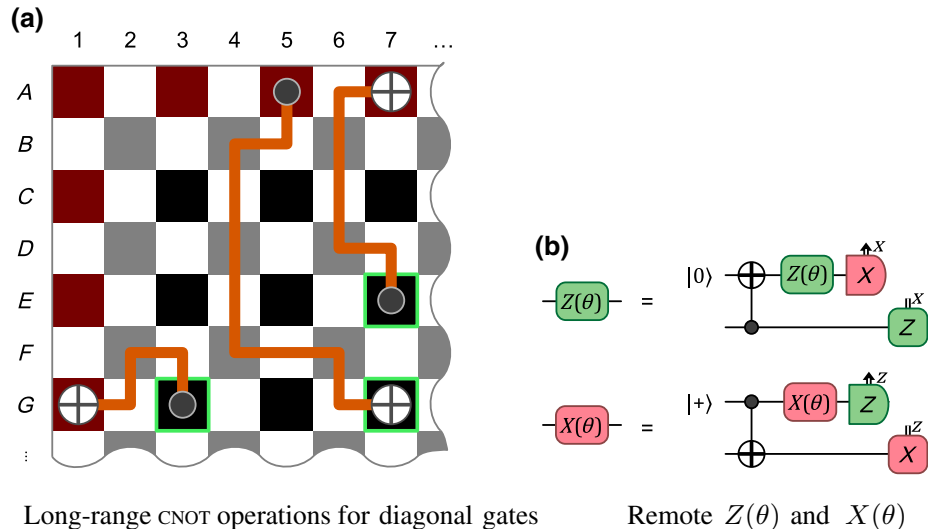 (a)
1 2 3 4 5 6 7 ...
A
B
C
D
E
F
G
...
(b)
Z(θ) = |0⟩ Z(θ) X X
X
Z
X(θ) = |+⟩ X(θ) Z Z
Z
X
Long-range CNOT operations for diagonal gates
Remote Z(θ) and X(θ)